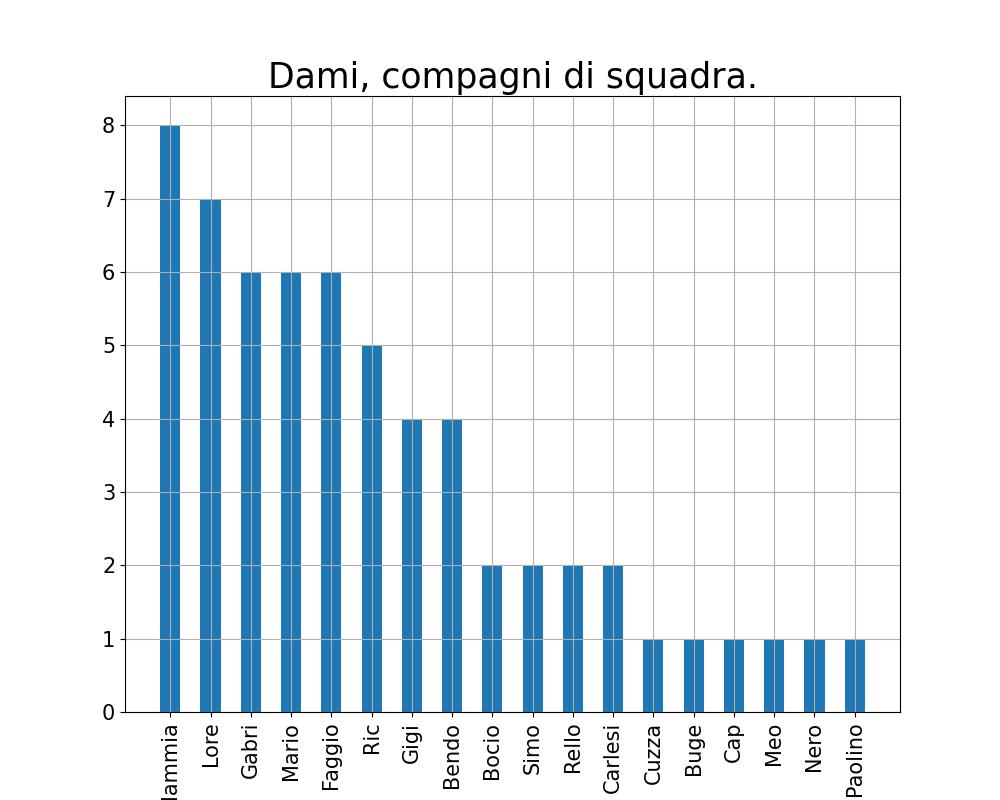 Dami, compagni di squadra.
8
7
6
5
4
3
2
1
0
Lore
Gabri
Mario
Faggio
Ric
Gigi
Bendo
Bocio
Simo
Rello
Carlesi
Cuzza
Buge
Cap
Meo
Nero
Paolino